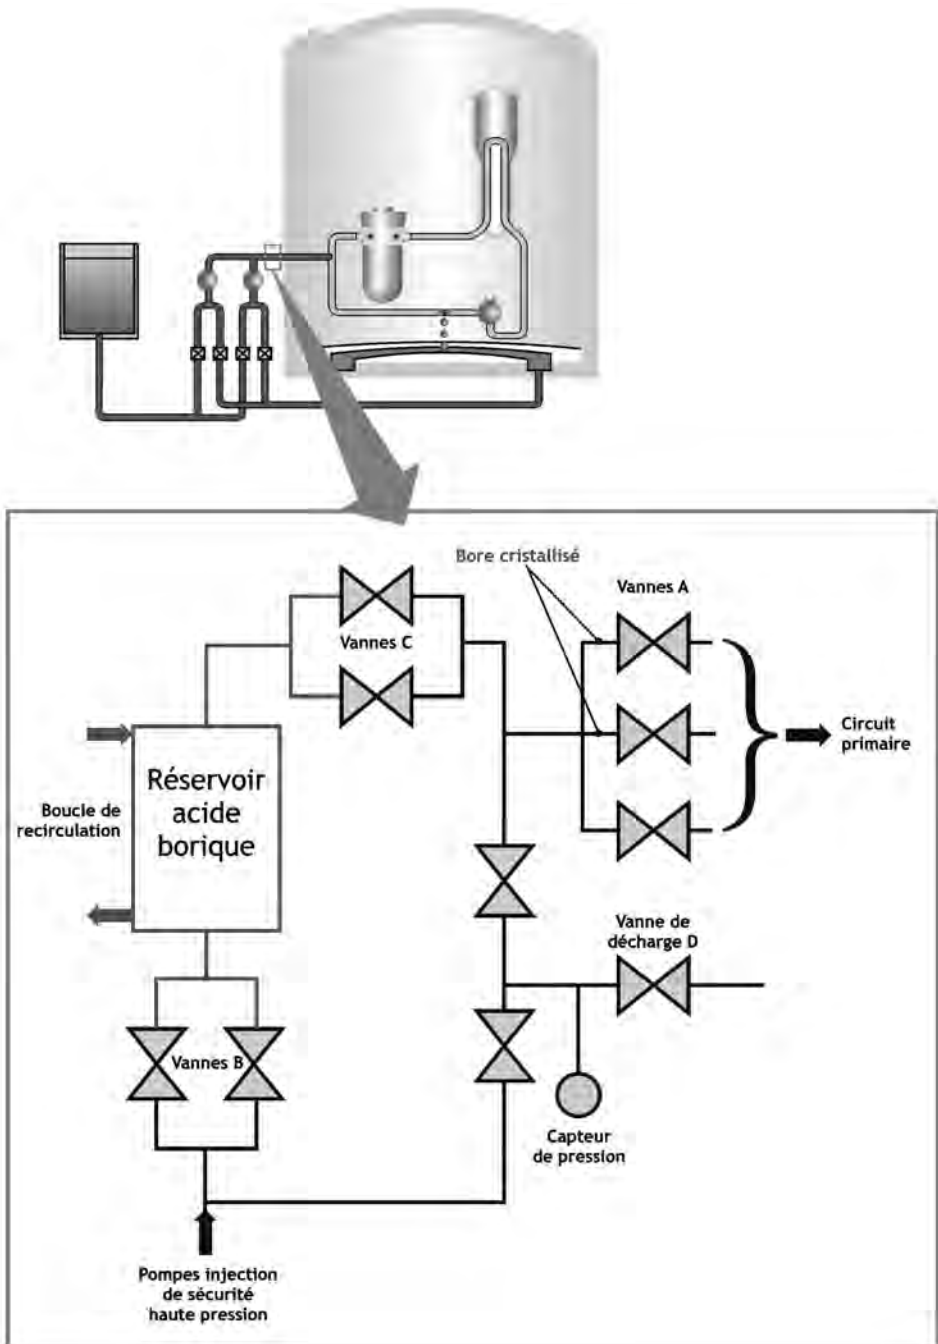 Bore cristallisé
Vannes A
Vannes C
Circuit
primaire
Réservoir
acide
borique
Boucle de
recirculation
Vanne de
décharge D
Vannes B
Capteur
de pression
Pompes injection
de sécurité
haute pression